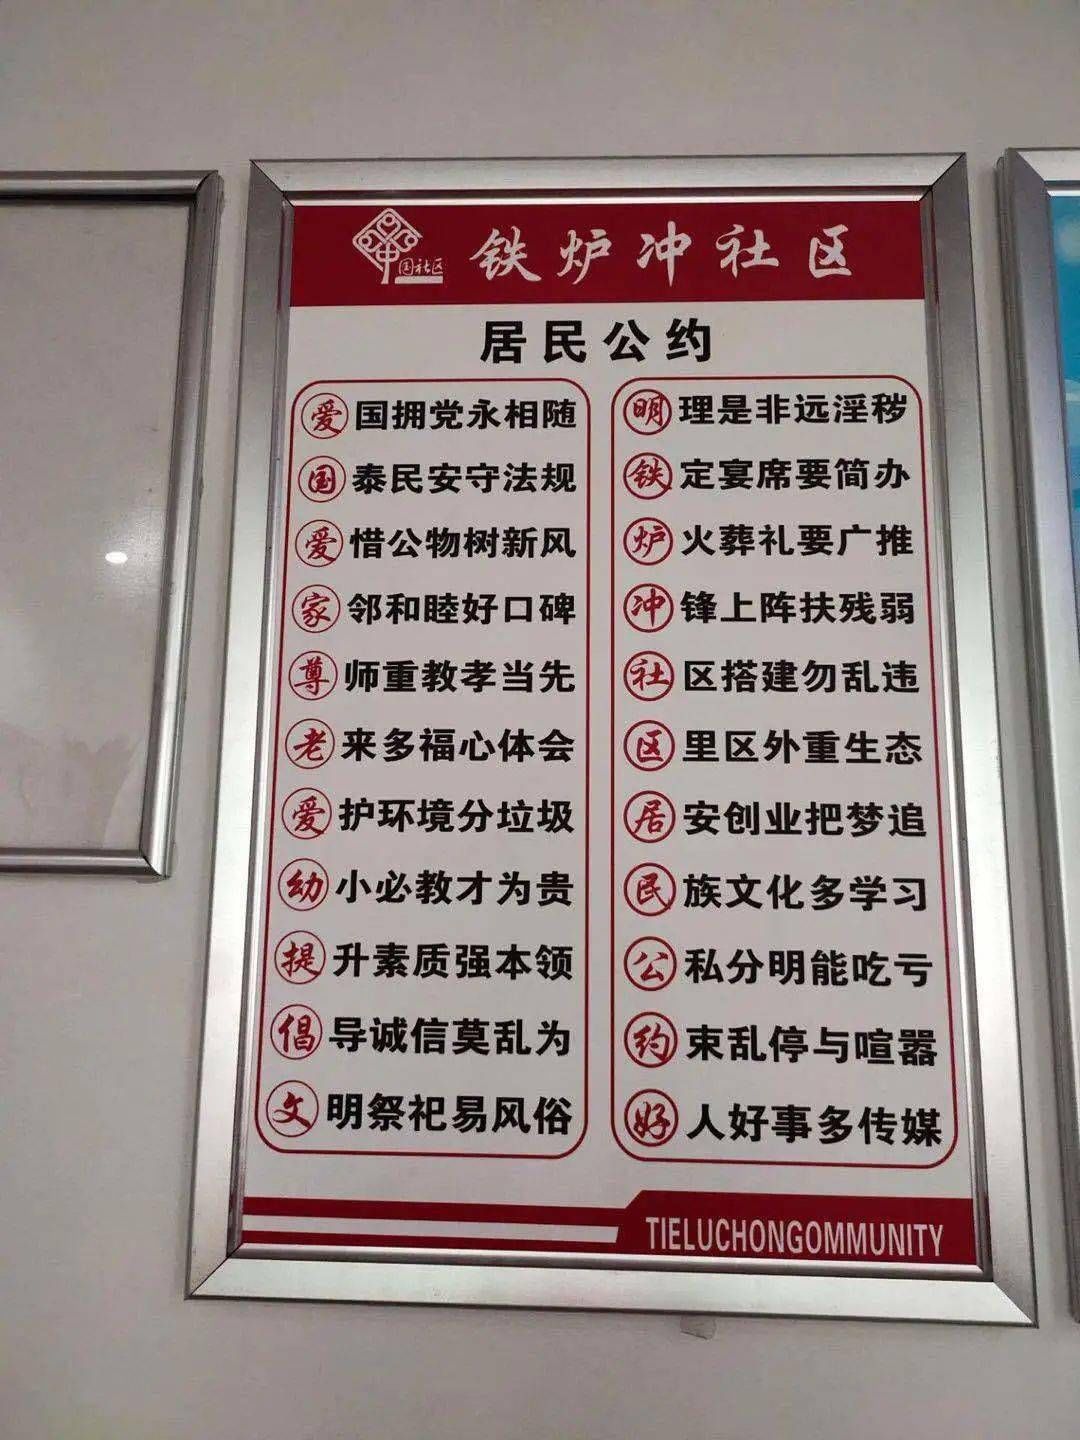 中国社区
铁炉冲社区
居民公约
爱国拥党永相随
国泰民安守法规
爱惜公物树新风
家邻和睦好口碑
尊师重教孝当先
老来多福心体会
爱护环境分垃圾
幼小必教才为贵
提升素质强本领
倡导诚信莫乱为
文明祭祀易风俗
明理是非远淫秽
铁定宴席要简办
炉火葬礼要广推
冲锋上阵扶残弱
社区搭建勿乱违
区里区外重生态
居安创业把梦追
民族文化多学习
公私分明能吃亏
约束乱停与喧嚣
好人好事多传媒
TIELUCHONGOMMUNITY